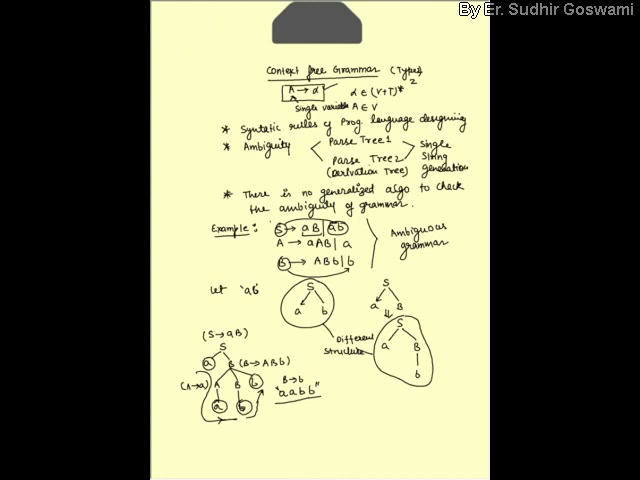 By Er. Sudhir Goswami
Context free Grammar (Type 2)
A → α α ∈ (V+T)*
Single variable A ∈ V
* Syntatic rules of Prog. language designing
* Ambiguity Parse Tree 1 Single
Parse Tree 2 String
(Derivation Tree) generation
* There is no generalized algo to check
the ambiguity of grammar.
Example: S → aB | ab
A → aAB | a Ambiguous
grammar
B → ABb | b
Let 'ab' S S
a b a B
⇓
(S → aB) Different S
Structure a B
S b
a B (B → ABb)
(A → a) A B b B → b
"aabb"
a b